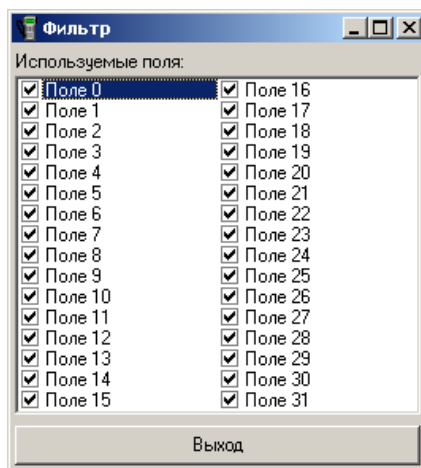 Фильтр
Используемые поля:
Поле 0
Поле 1
Поле 2
Поле 3
Поле 4
Поле 5
Поле 6
Поле 7
Поле 8
Поле 9
Поле 10
Поле 11
Поле 12
Поле 13
Поле 14
Поле 15
Поле 16
Поле 17
Поле 18
Поле 19
Поле 20
Поле 21
Поле 22
Поле 23
Поле 24
Поле 25
Поле 26
Поле 27
Поле 28
Поле 29
Поле 30
Поле 31
Выход